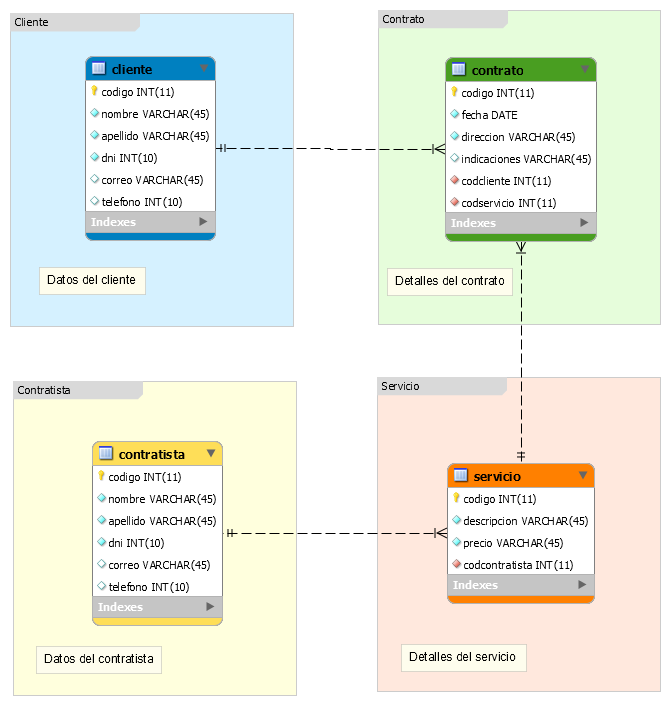 Cliente
cliente
codigo INT(11)
nombre VARCHAR(45)
apellido VARCHAR(45)
dni INT(10)
correo VARCHAR(45)
telefono INT(10)
Indexes
Datos del cliente
Contrato
contrato
codigo INT(11)
fecha DATE
direccion VARCHAR(45)
indicaciones VARCHAR(45)
codcliente INT(11)
codservicio INT(11)
Indexes
Detalles del contrato
Contratista
contratista
codigo INT(11)
nombre VARCHAR(45)
apellido VARCHAR(45)
dni INT(10)
correo VARCHAR(45)
telefono INT(10)
Indexes
Datos del contratista
Servicio
servicio
codigo INT(11)
descripcion VARCHAR(45)
precio VARCHAR(45)
codcontratista INT(11)
Indexes
Detalles del servicio